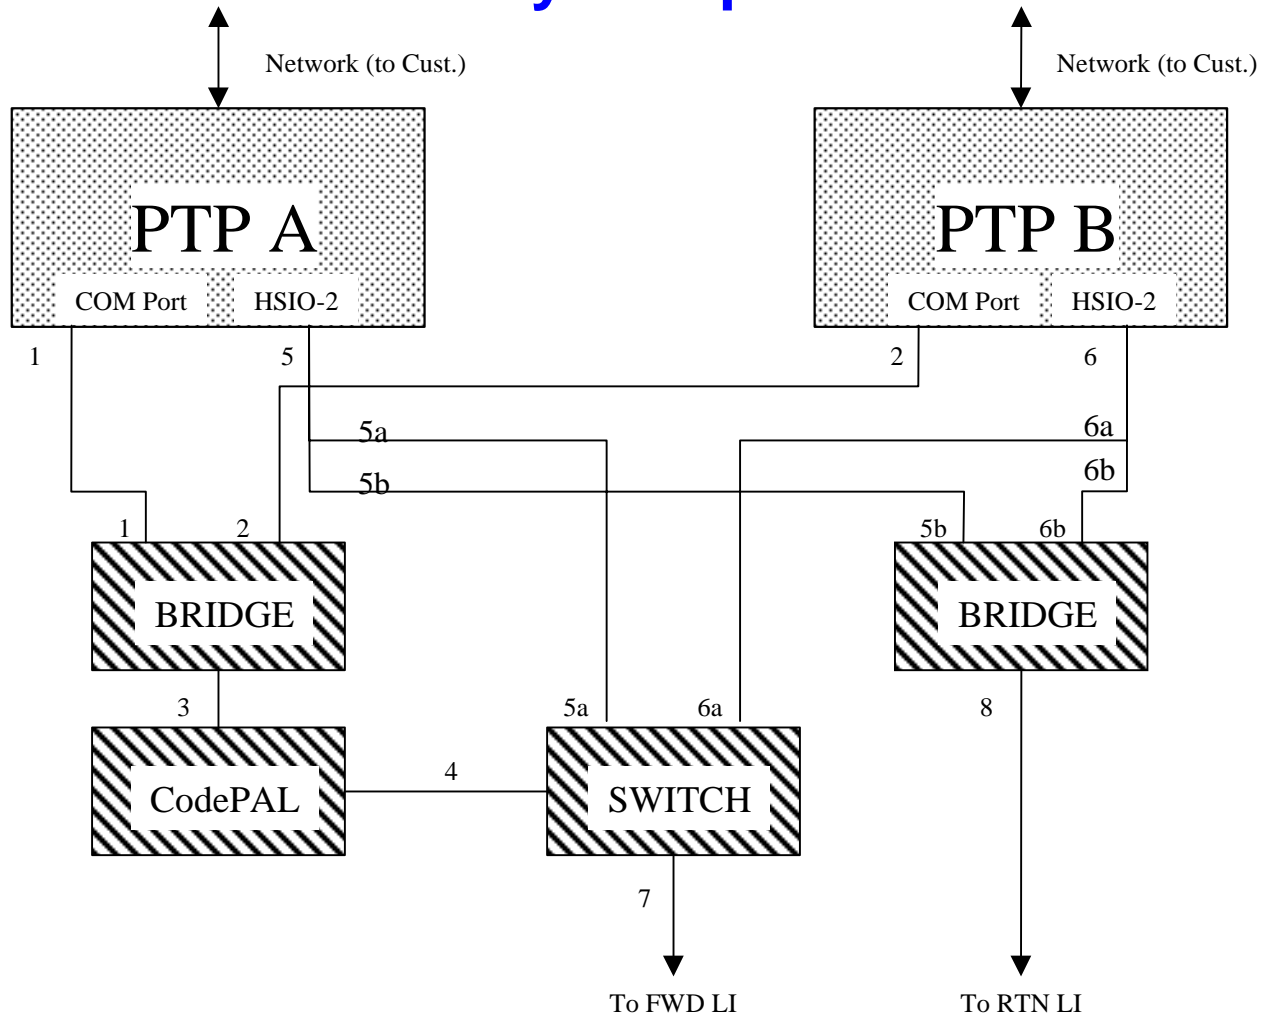 Network (to Cust.)
Network (to Cust.)
PTP A
PTP B
COM Port
HSIO-2
COM Port
HSIO-2
1
5
2
6
5a
6a
5b
6b
1
2
5b
6b
BRIDGE
BRIDGE
3
5a
6a
8
CodePAL
4
SWITCH
7
To FWD LI
To RTN LI